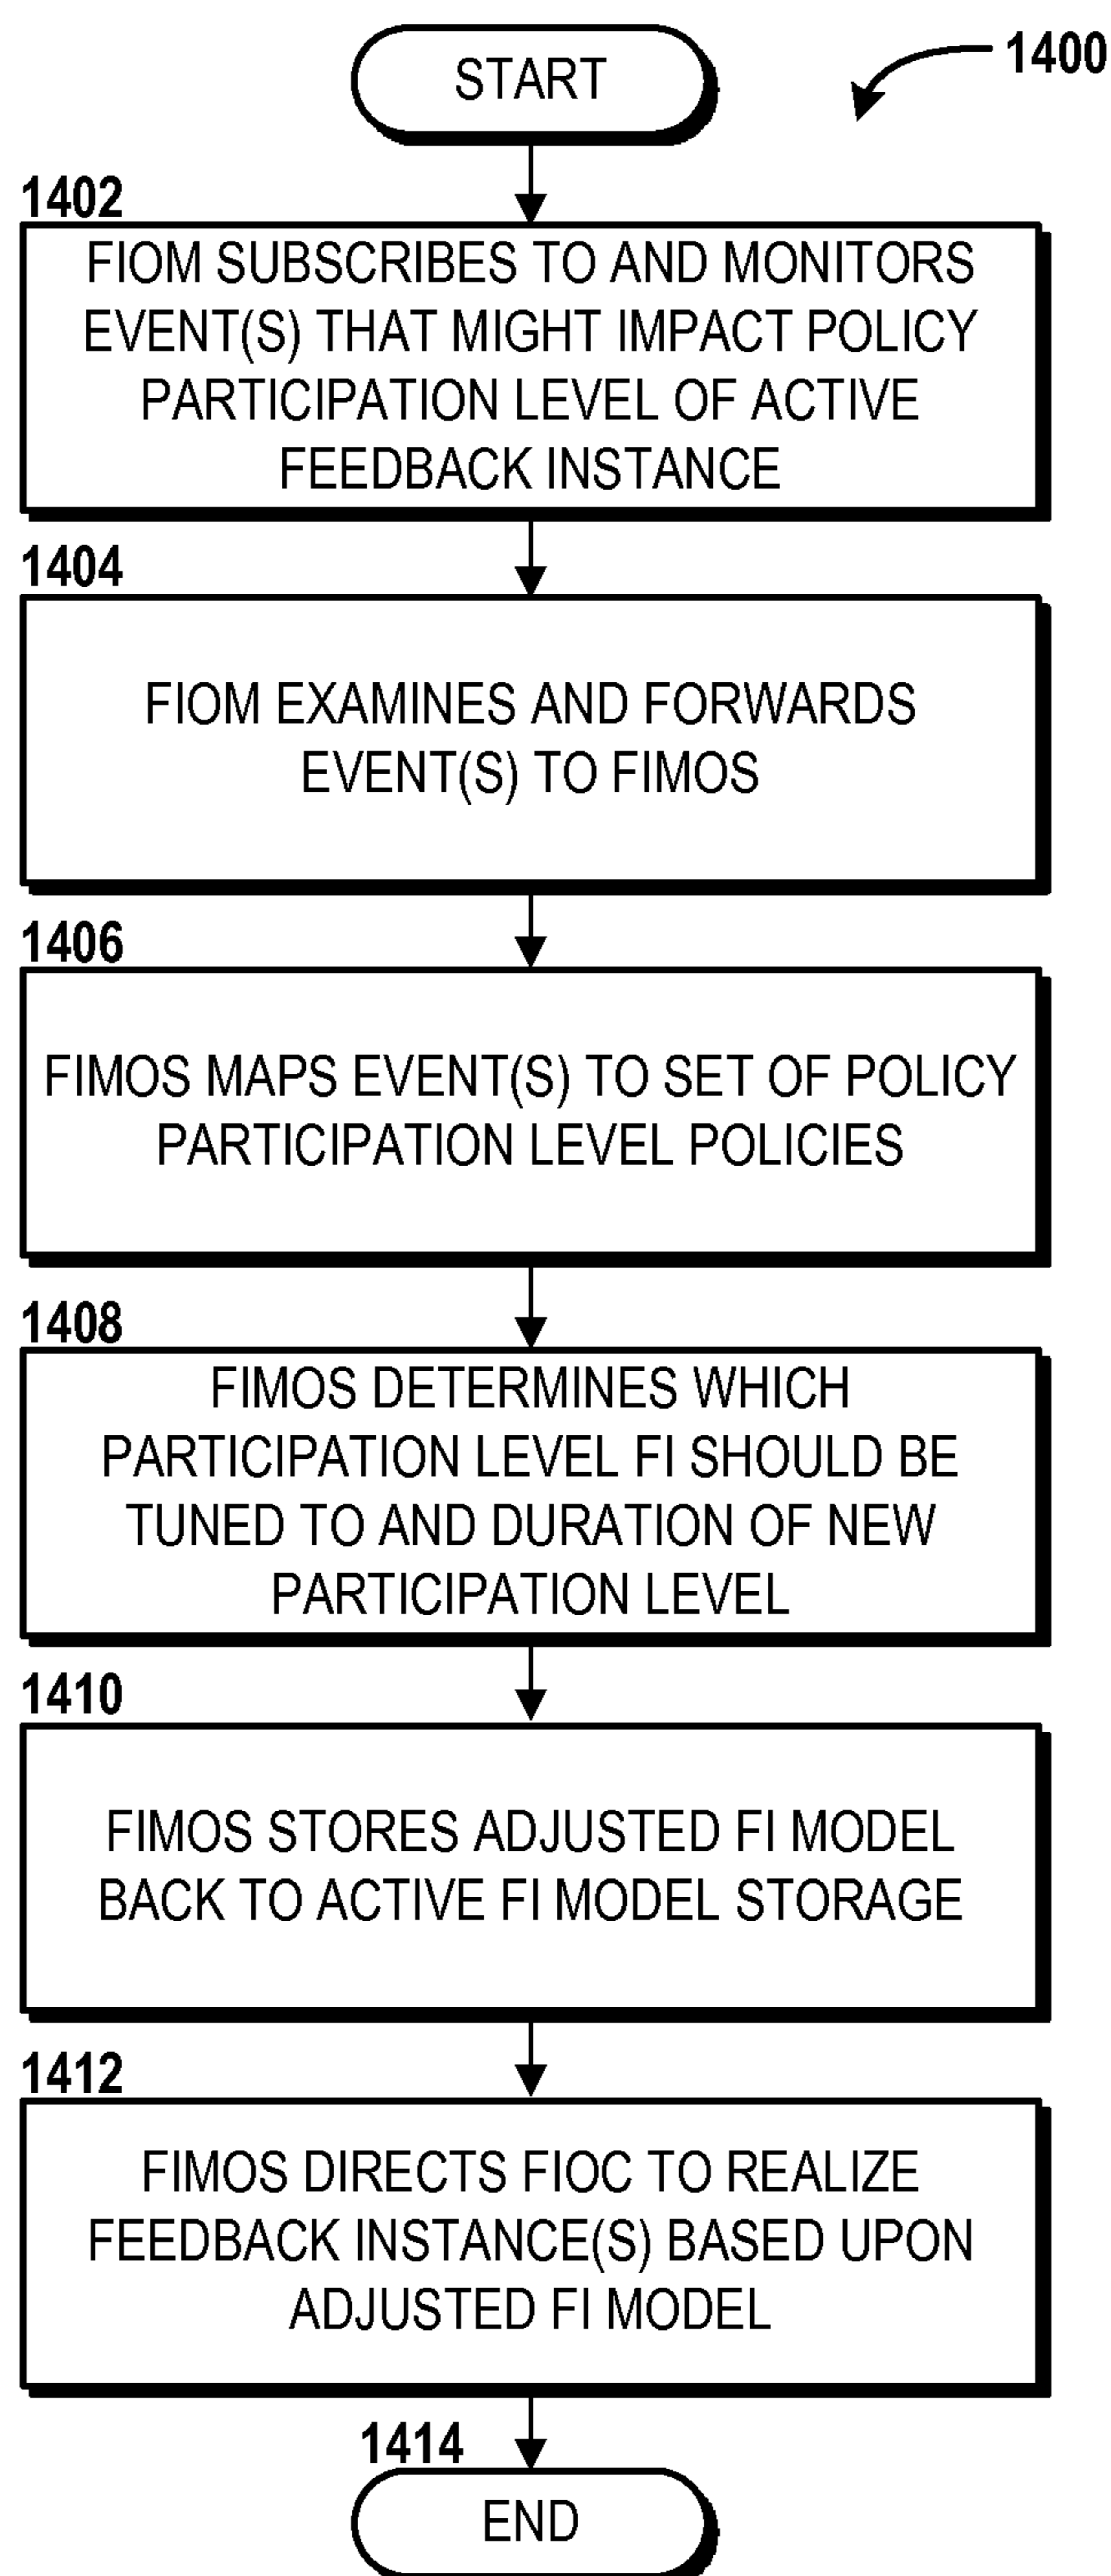 START
1400
1402
FIOM SUBSCRIBES TO AND MONITORS
EVENT(S) THAT MIGHT IMPACT POLICY
PARTICIPATION LEVEL OF ACTIVE
FEEDBACK INSTANCE
1404
FIOM EXAMINES AND FORWARDS
EVENT(S) TO FIMOS
1406
FIMOS MAPS EVENT(S) TO SET OF POLICY
PARTICIPATION LEVEL POLICIES
1408
FIMOS DETERMINES WHICH
PARTICIPATION LEVEL FI SHOULD BE
TUNED TO AND DURATION OF NEW
PARTICIPATION LEVEL
1410
FIMOS STORES ADJUSTED FI MODEL
BACK TO ACTIVE FI MODEL STORAGE
1412
FIMOS DIRECTS FIOC TO REALIZE
FEEDBACK INSTANCE(S) BASED UPON
ADJUSTED FI MODEL
1414
END